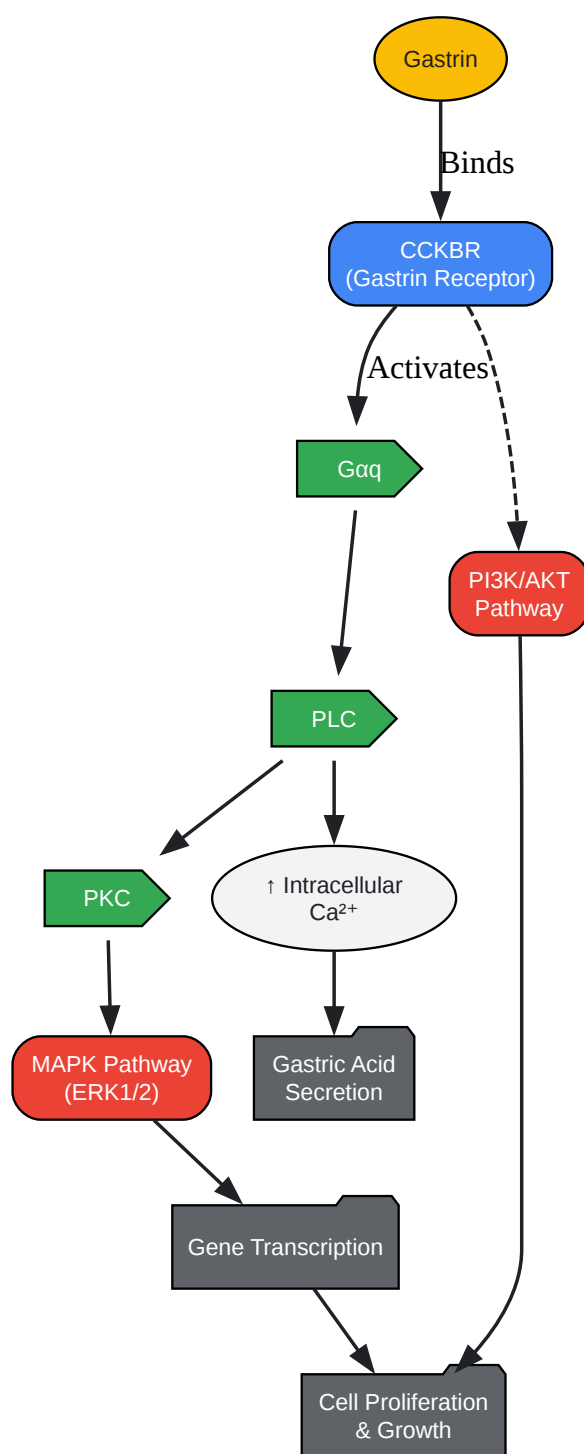 Gastrin
Binds
CCKBR
(Gastrin Receptor)
Activates
Gαq
PI3K/AKT
Pathway
PLC
PKC
↑ Intracellular
Ca²⁺
MAPK Pathway
(ERK1/2)
Gastric Acid
Secretion
Gene Transcription
Cell Proliferation
& Growth